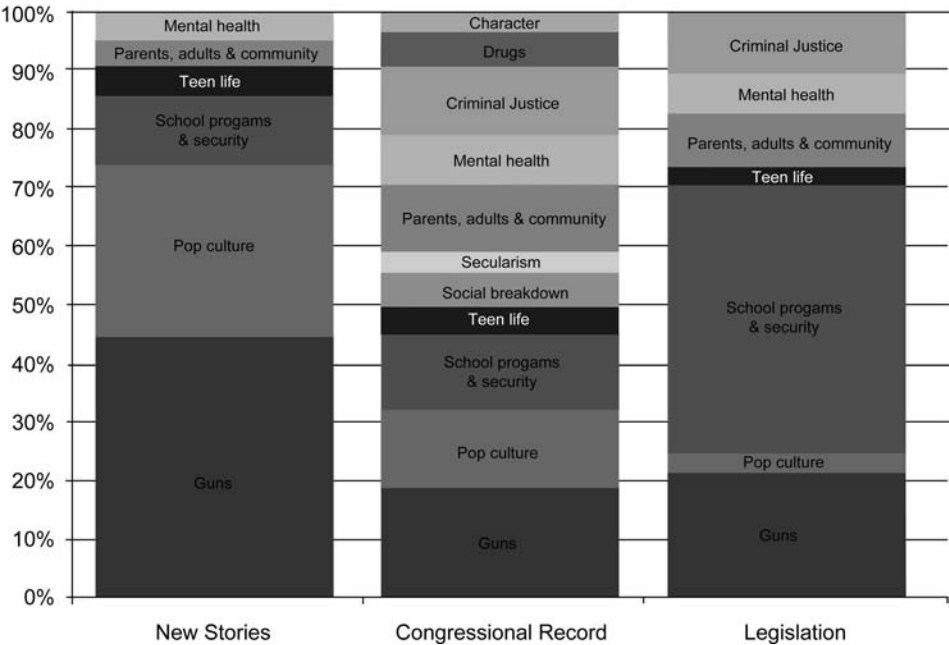 100%
90%
80%
70%
60%
50%
40%
30%
20%
10%
0%
Mental health
Parents, adults & community
Teen life
School progams
& security
Pop culture
Guns
Character
Drugs
Criminal Justice
Mental health
Parents, adults & community
Secularism
Social breakdown
Teen life
School progams
& security
Pop culture
Guns
Criminal Justice
Mental health
Parents, adults & community
Teen life
School progams
& security
Pop culture
Guns
New Stories
Congressional Record
Legislation